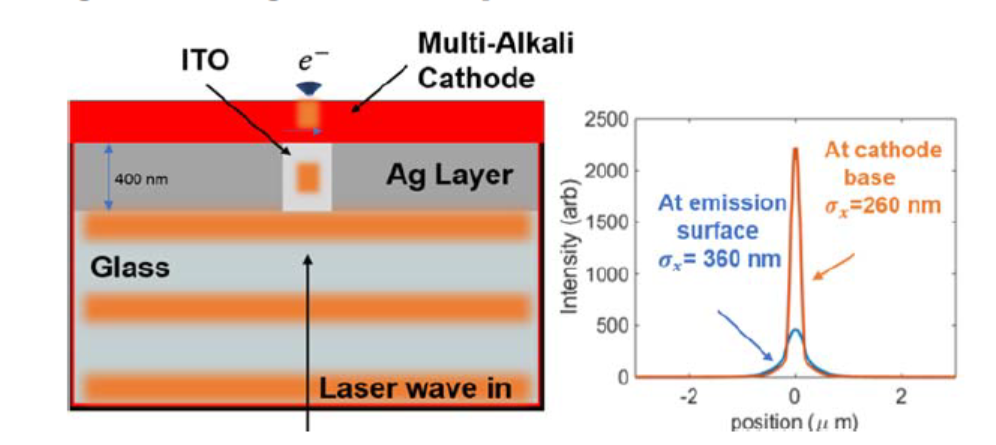 ITO
e⁻
Multi-Alkali
Cathode
400 nm
Ag Layer
Glass
Laser wave in
2500
2000
1500
1000
500
0
Intensity (arb)
At emission
surface
σₓ= 360 nm
At cathode
base
σₓ=260 nm
-2
0
2
position (μ m)